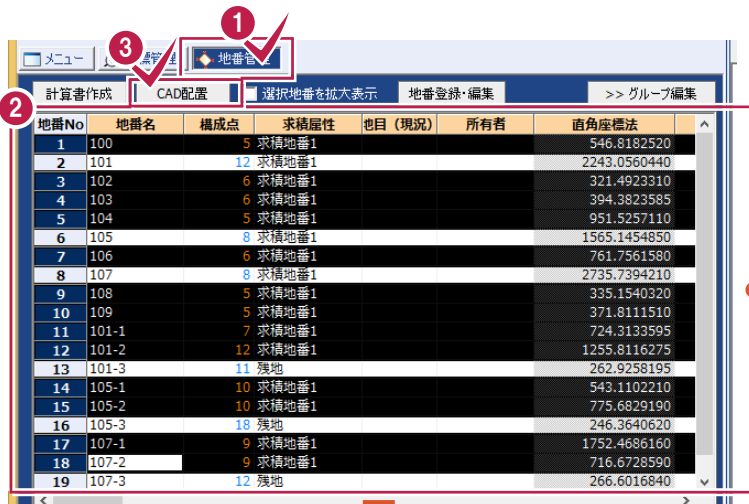 1
3
メニュー 地番
計算書作成 CAD配置 選択地番を拡大表示 地番登録・編集 >> グループ編集
2
地番No 地番名 構成点 求積属性 地目（現況） 所有者 直角座標法
1 100 5 求積地番1 546.8182520
2 101 12 求積地番1 2243.0560440
3 102 6 求積地番1 321.4923310
4 103 6 求積地番1 394.3823585
5 104 5 求積地番1 951.5257110
6 105 8 求積地番1 1565.1454850
7 106 6 求積地番1 761.7561580
8 107 8 求積地番1 2735.7394210
9 108 5 求積地番1 335.1540320
10 109 5 求積地番1 371.8111510
11 101-1 7 求積地番1 724.3133595
12 101-2 12 求積地番1 1255.8116275
13 101-3 11 残地 262.9258195
14 105-1 10 求積地番1 543.1102210
15 105-2 10 求積地番1 775.6829190
16 105-3 18 残地 246.3640620
17 107-1 9 求積地番1 1752.4686160
18 107-2 9 求積地番1 716.6728590
19 107-3 12 残地 266.6016840